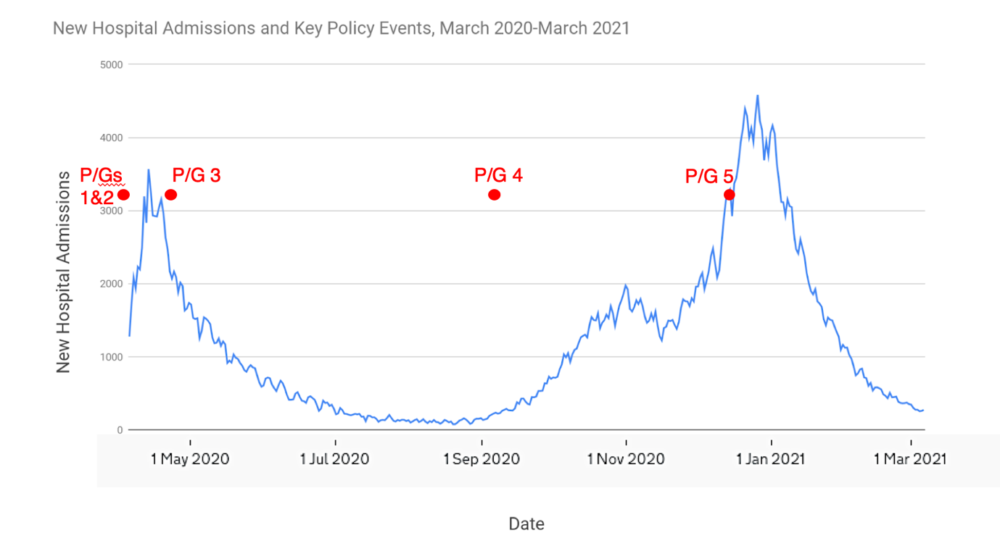 New Hospital Admissions and Key Policy Events, March 2020-March 2021
5000
4000
3000
2000
1000
0
New Hospital Admissions
P/Gs
1&2
P/G 3
P/G 4
P/G 5
1 May 2020
1 Jul 2020
1 Sep 2020
1 Nov 2020
1 Jan 2021
1 Mar 2021
Date